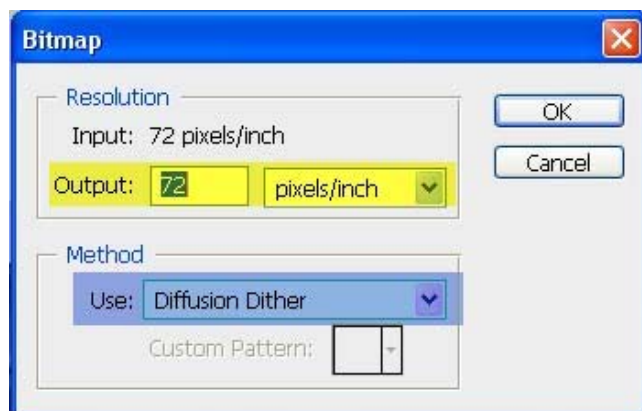 Bitmap
Resolution
Input: 72 pixels/inch
Output: 72 pixels/inch
OK
Cancel
Method
Use: Diffusion Dither
Custom Pattern: